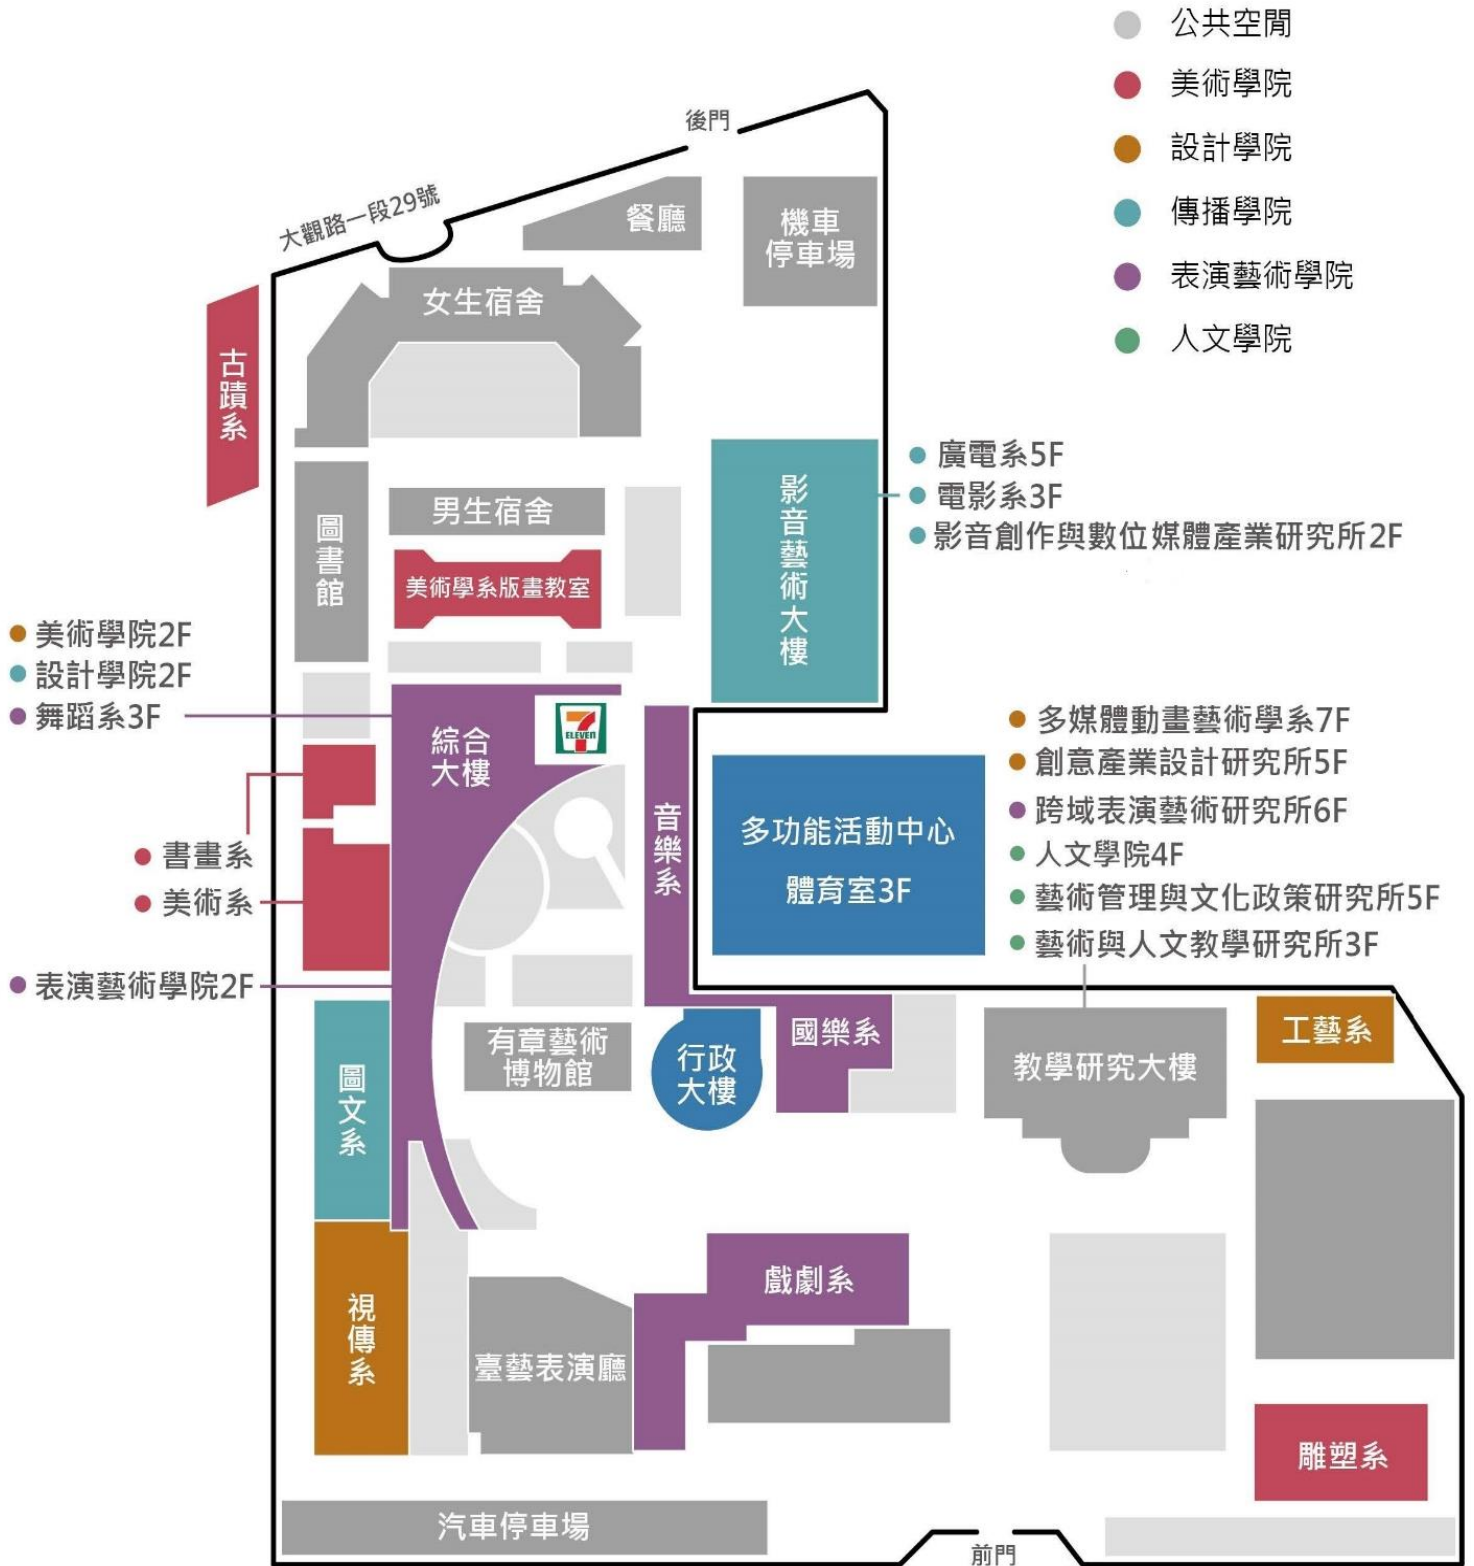 公共空間
美術學院
設計學院
傳播學院
表演藝術學院
人文學院
後門
大觀路一段29號
餐廳
機車
停車場
女生宿舍
古蹟系
圖書館
男生宿舍
美術學系版畫教室
影音藝術大樓
廣電系5F
電影系3F
影音創作與數位媒體產業研究所2F
美術學院2F
設計學院2F
舞蹈系3F
綜合
大樓
7
ELEVEN
音樂系
多功能活動中心
體育室3F
多媒體動畫藝術學系7F
創意產業設計研究所5F
跨域表演藝術研究所6F
人文學院4F
藝術管理與文化政策研究所5F
藝術與人文教學研究所3F
書畫系
美術系
表演藝術學院2F
圖文系
有章藝術
博物館
行政
大樓
國樂系
教學研究大樓
工藝系
視傳系
臺藝表演廳
戲劇系
雕塑系
汽車停車場
前門